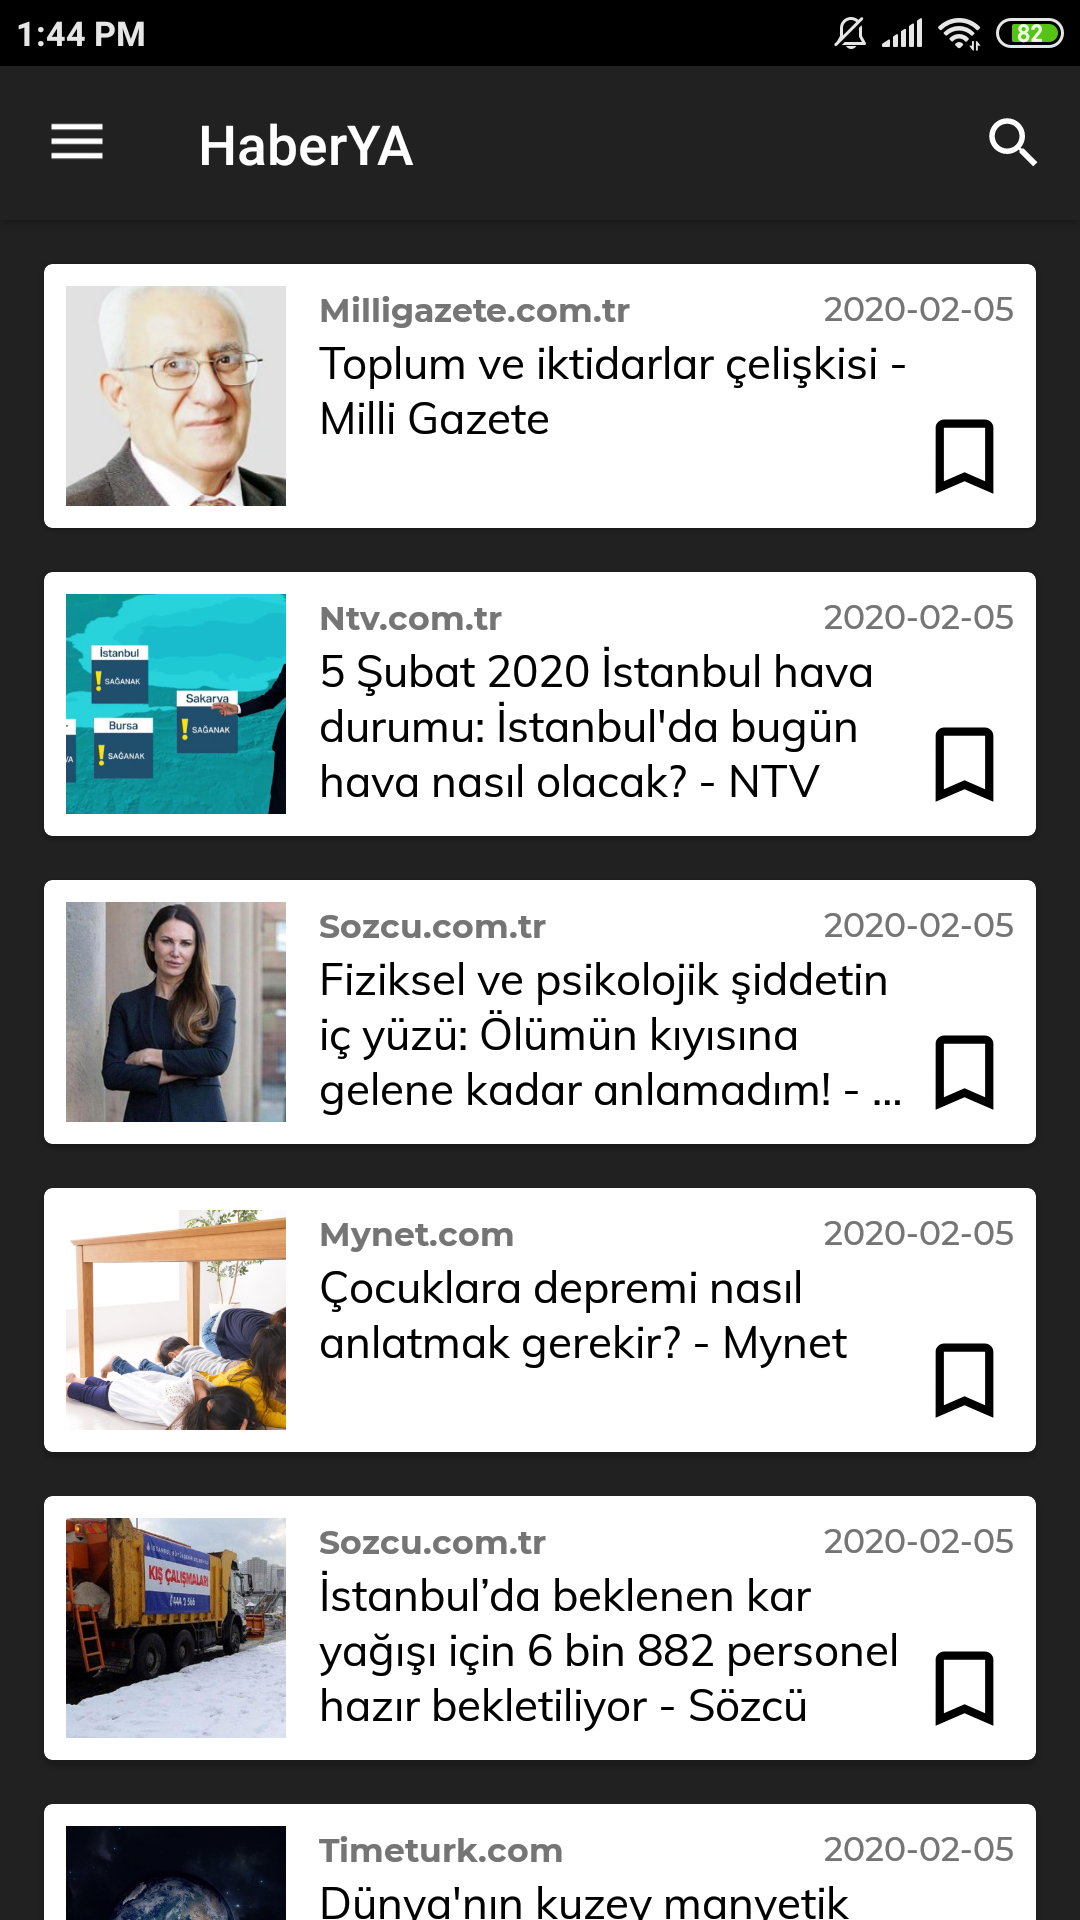 1:44 PM
82
HaberYA
Milligazete.com.tr
2020-02-05
Toplum ve iktidarlar çelişkisi -
Milli Gazete
Ntv.com.tr
2020-02-05
5 Şubat 2020 İstanbul hava
durumu: İstanbul'da bugün
hava nasıl olacak? - NTV
İstanbul
SAĞANAK
Sakarya
SAĞANAK
Bursa
SAĞANAK
Sozcu.com.tr
2020-02-05
Fiziksel ve psikolojik şiddetin
iç yüzü: Ölümün kıyısına
gelene kadar anlamadım! - ...
Mynet.com
2020-02-05
Çocuklara depremi nasıl
anlatmak gerekir? - Mynet
Sozcu.com.tr
2020-02-05
İstanbul’da beklenen kar
yağışı için 6 bin 882 personel
hazır bekletiliyor - Sözcü
KIŞ ÇALIŞMALARI
Timeturk.com
2020-02-05
Dünya'nın kuzey manyetik